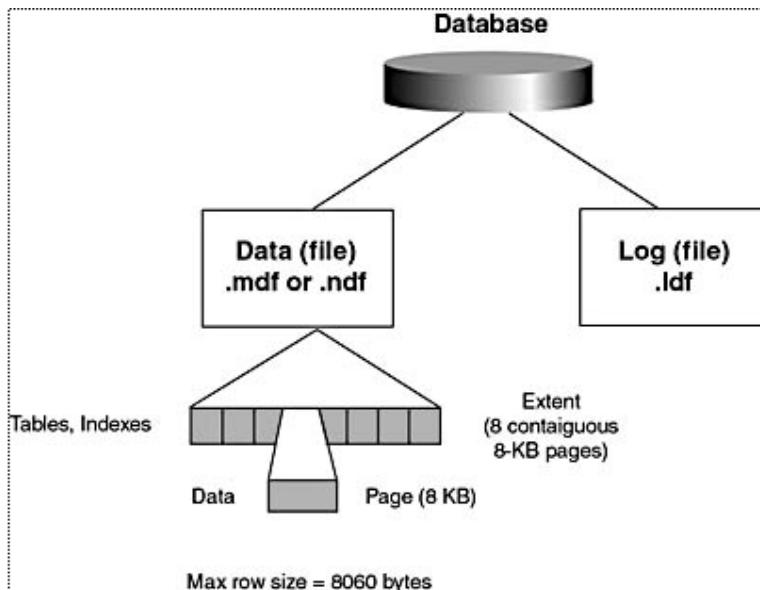 Database
Data (file)
.mdf or .ndf
Log (file)
.ldf
Tables, Indexes
Extent
(8 contaiguous
8-KB pages)
Data
Page (8 KB)
Max row size = 8060 bytes